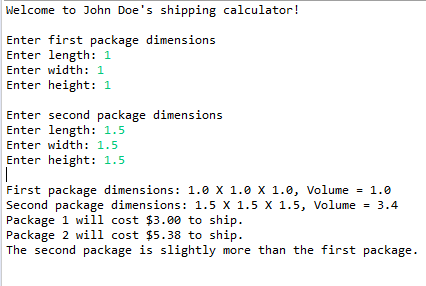 Welcome to John Doe's shipping calculator!
Enter first package dimensions
Enter length: 1
Enter width: 1
Enter height: 1
Enter second package dimensions
Enter length: 1.5
Enter width: 1.5
Enter height: 1.5
First package dimensions: 1.0 X 1.0 X 1.0, Volume = 1.0
Second package dimensions: 1.5 X 1.5 X 1.5, Volume = 3.4
Package 1 will cost $3.00 to ship.
Package 2 will cost $5.38 to ship.
The second package is slightly more than the first package.